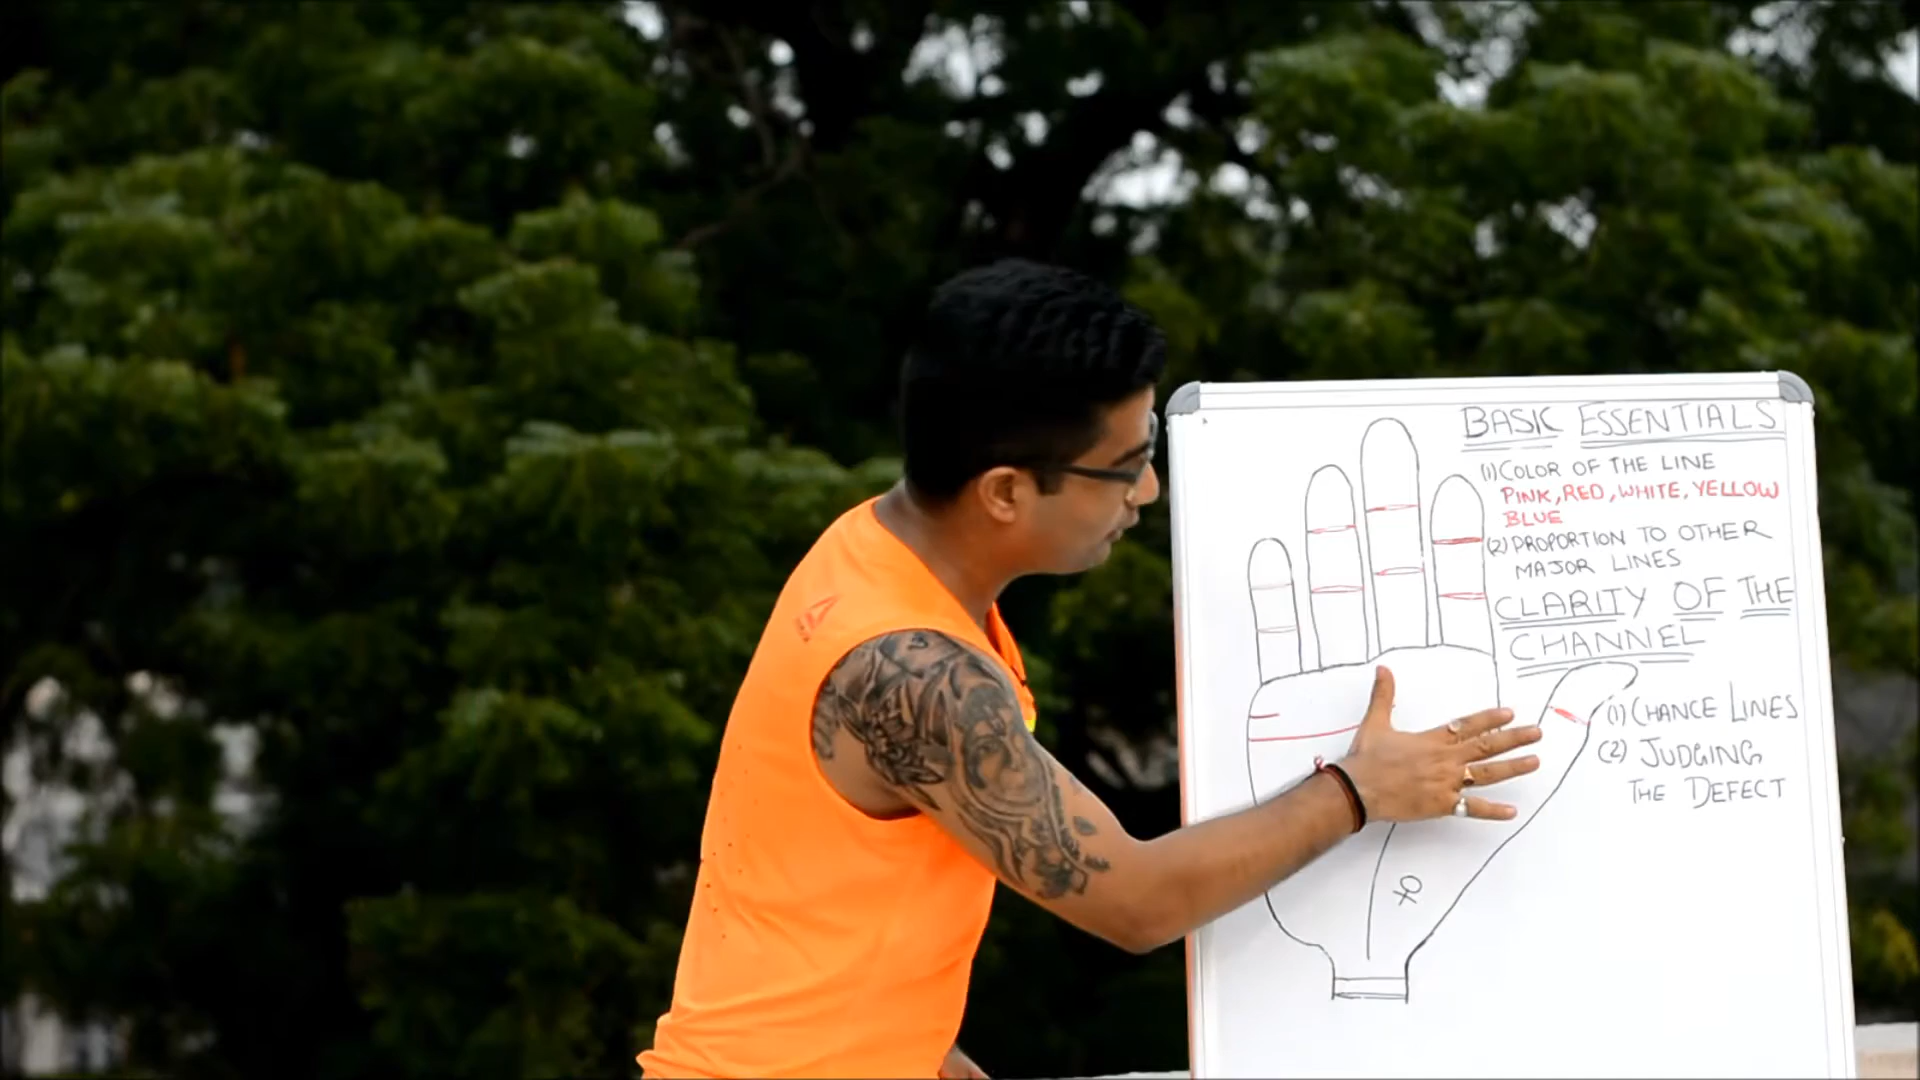 BASIC ESSENTIALS
(1) COLOR OF THE LINE
PINK, RED, WHITE, YELLOW
BLUE
(2) PROPORTION TO OTHER
MAJOR LINES
CLARITY OF THE
CHANNEL
(1) CHANCE LINES
(2) JUDGING
THE DEFECT